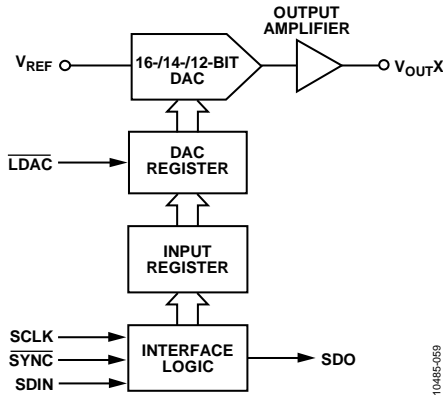 OUTPUT
AMPLIFIER
VREF
16-/14-/12-BIT
DAC
VOUTX
LDAC
DAC
REGISTER
INPUT
REGISTER
SCLK
SYNC
SDIN
INTERFACE
LOGIC
SDO
10485-059